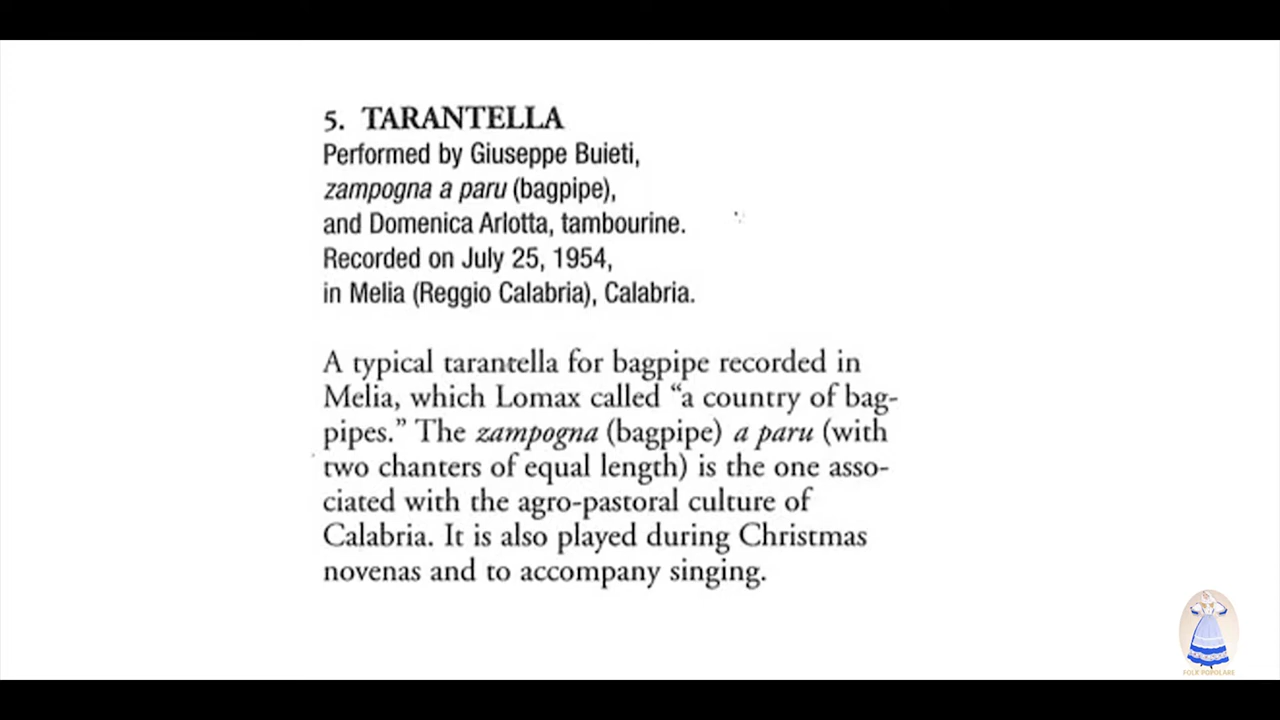 5. TARANTELLA
Performed by Giuseppe Buieti,
zampogna a paru (bagpipe),
and Domenica Arlotta, tambourine.
Recorded on July 25, 1954,
in Melia (Reggio Calabria), Calabria.
A typical tarantella for bagpipe recorded in
Melia, which Lomax called “a country of bag-
pipes.” The zampogna (bagpipe) a paru (with
two chanters of equal length) is the one asso-
ciated with the agro-pastoral culture of
Calabria. It is also played during Christmas
novenas and to accompany singing.
FOLK POPOLARE